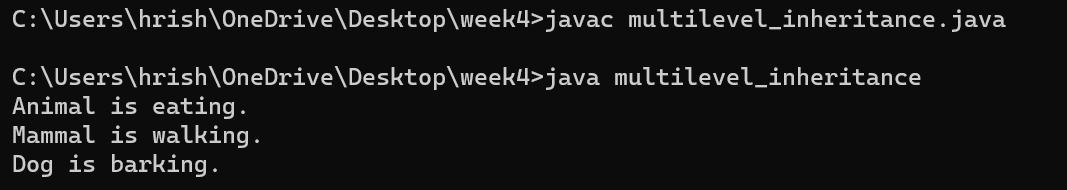 C:\Users\hrish\OneDrive\Desktop\week4>javac multilevel_inheritance.java
C:\Users\hrish\OneDrive\Desktop\week4>java multilevel_inheritance
Animal is eating.
Mammal is walking.
Dog is barking.